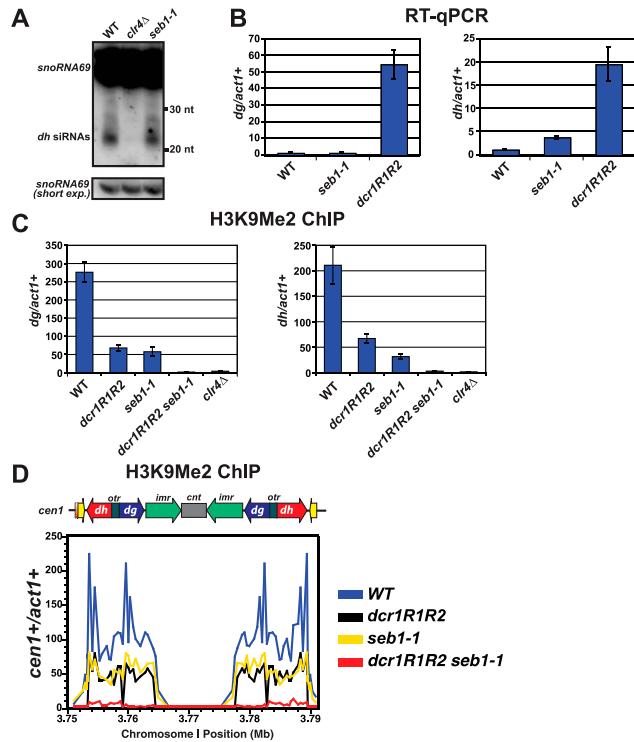 A
WT
clr4Δ
seb1-1
snoRNA69
30 nt
dh siRNAs
20 nt
snoRNA69
(short exp.)
B
RT-qPCR
dg/act1+
70
60
50
40
30
20
10
0
WT
seb1-1
dcr1R1R2
dh/act1+
25
20
15
10
5
0
WT
seb1-1
dcr1R1R2
C
H3K9Me2 ChIP
dg/act1+
350
300
250
200
150
100
50
0
WT
dcr1R1R2
seb1-1
dcr1R1R2 seb1-1
clr4Δ
dh/act1+
250
200
150
100
50
0
WT
dcr1R1R2
seb1-1
dcr1R1R2 seb1-1
clr4Δ
D
H3K9Me2 ChIP
otr imr cnt imr otr
cen1 dh dg dg dh
cen1+/act1+
250
200
150
100
50
0
3.75 3.76 3.77 3.78 3.79
Chromosome I Position (Mb)
WT
dcr1R1R2
seb1-1
dcr1R1R2 seb1-1